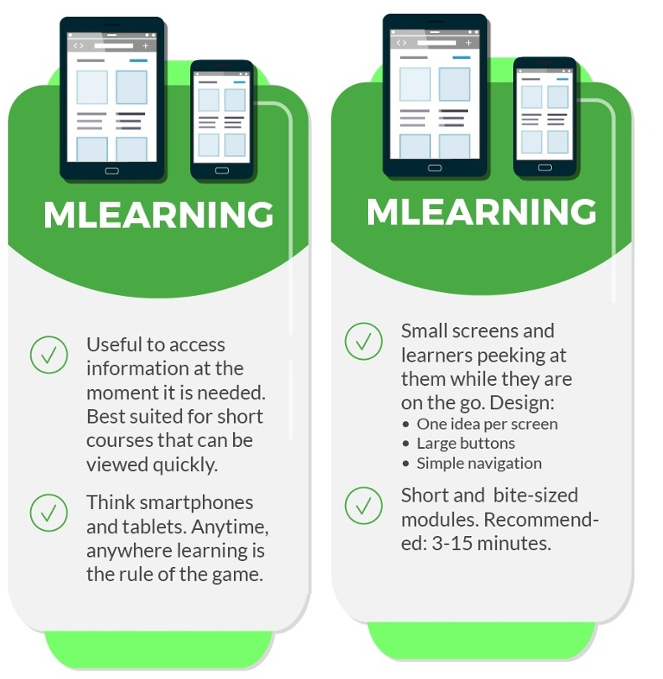 MLEARNING
Useful to access
information at the
moment it is needed.
Best suited for short
courses that can be
viewed quickly.
Think smartphones
and tablets. Anytime,
anywhere learning is
the rule of the game.
MLEARNING
Small screens and
learners peeking at
them while they are
on the go. Design:
• One idea per screen
• Large buttons
• Simple navigation
Short and bite-sized
modules. Recommend-
ed: 3-15 minutes.